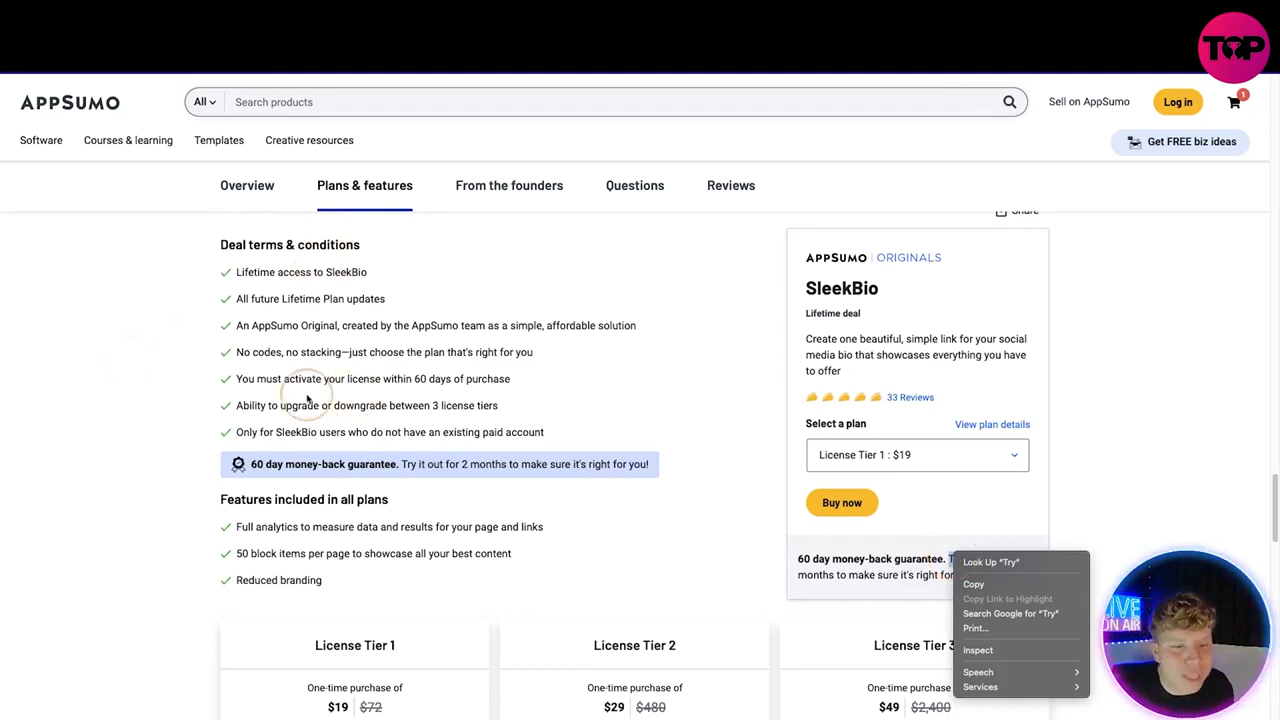 TOP
APPSUMO
All
Search products
Sell on AppSumo
Log in
1
Software
Courses & learning
Templates
Creative resources
Get FREE biz ideas
Overview
Plans & features
From the founders
Questions
Reviews
Share
Deal terms & conditions
Lifetime access to SleekBio
All future Lifetime Plan updates
An AppSumo Original, created by the AppSumo team as a simple, affordable solution
No codes, no stacking—just choose the plan that's right for you
You must activate your license within 60 days of purchase
Ability to upgrade or downgrade between 3 license tiers
Only for SleekBio users who do not have an existing paid account
60 day money-back guarantee. Try it out for 2 months to make sure it's right for you!
Features included in all plans
Full analytics to measure data and results for your page and links
50 block items per page to showcase all your best content
Reduced branding
APPSUMO | ORIGINALS
SleekBio
Lifetime deal
Create one beautiful, simple link for your social
media bio that showcases everything you have
to offer
33 Reviews
Select a plan
View plan details
License Tier 1 : $19
Buy now
60 day money-back guarantee.
months to make sure it's right for
Look Up "Try"
Copy
Copy Link to Highlight
Search Google for "Try"
Print...
Inspect
Speech
Services
LIVE
ON AIR
License Tier 1
One-time purchase of
$19 $72
License Tier 2
One-time purchase of
$29 $480
License Tier 3
One-time purchase of
$49 $2,400